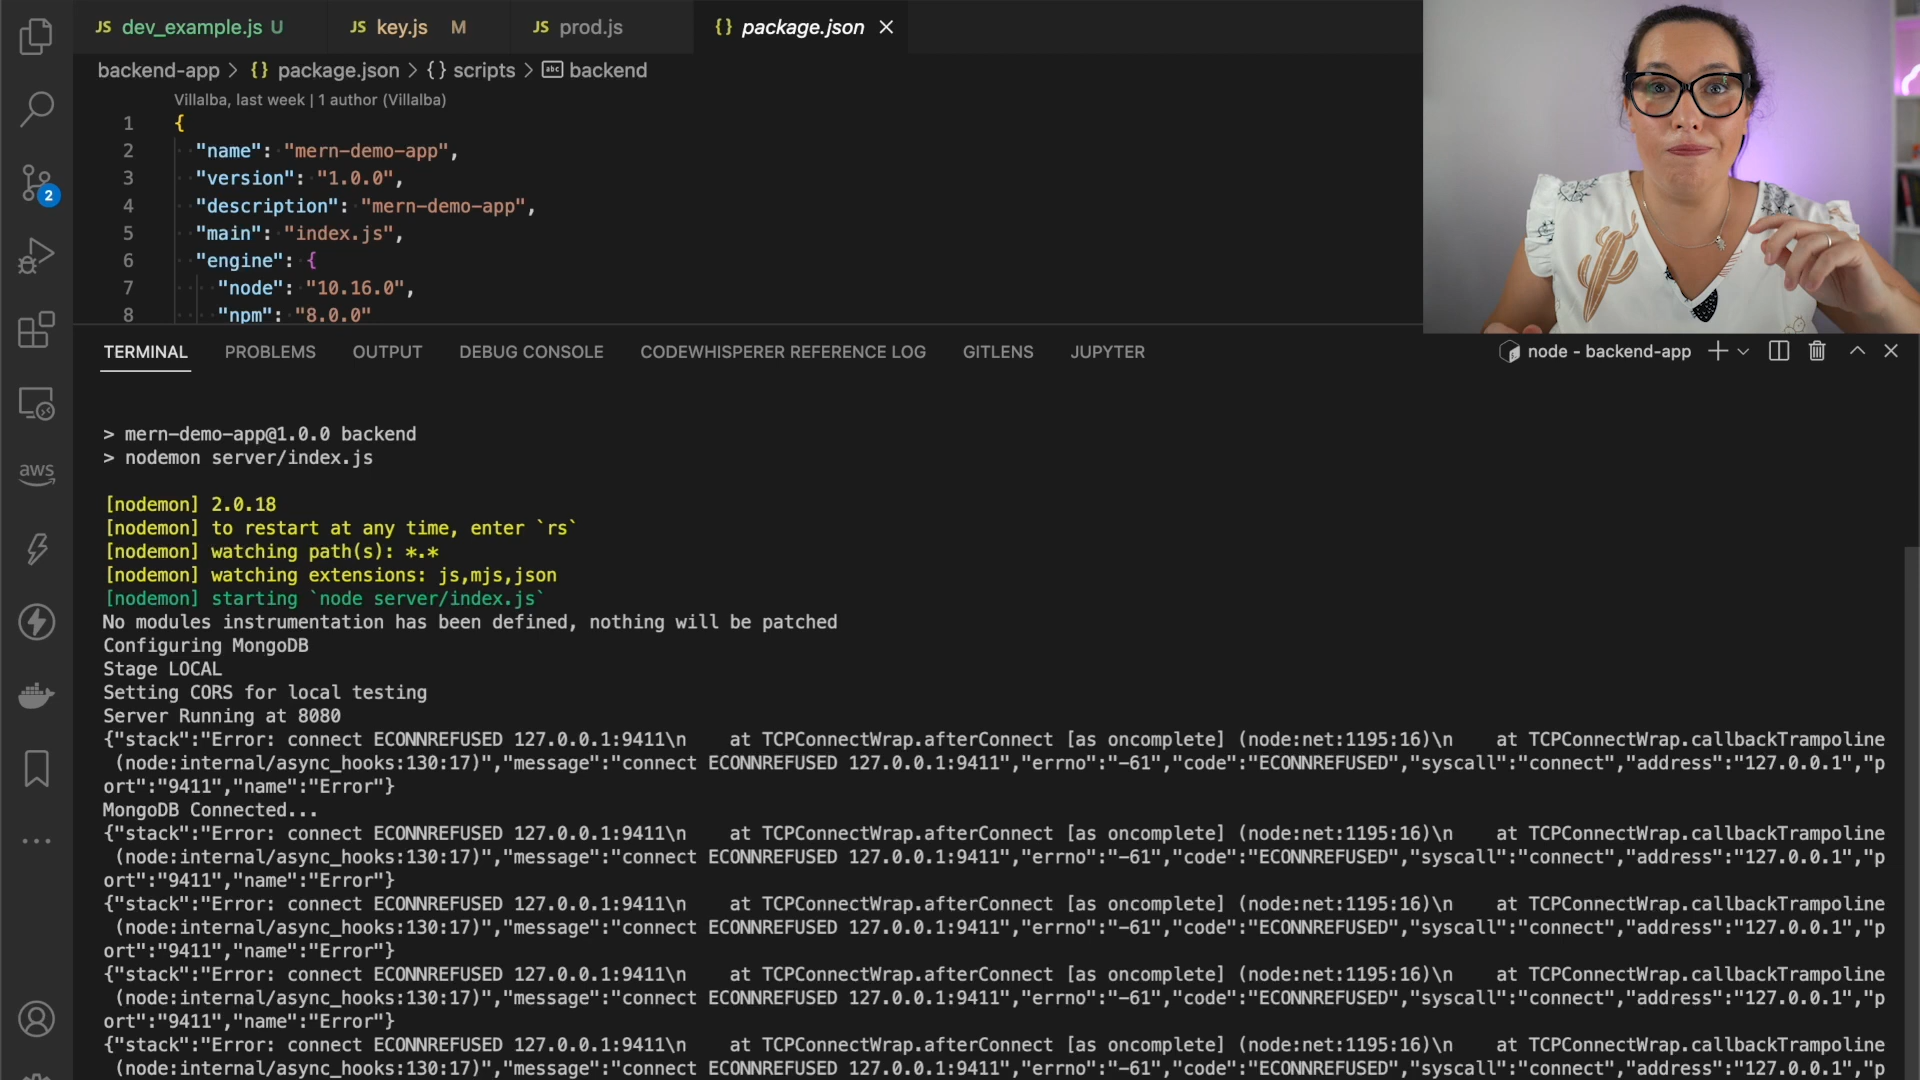 JS dev_example.js U
JS key.js M
JS prod.js
{} package.json
backend-app > {} package.json > {} scripts > abc backend
Villalba, last week | 1 author (Villalba)
1 {
2 "name": "mern-demo-app",
3 "version": "1.0.0",
4 "description": "mern-demo-app",
5 "main": "index.js",
6 "engine": {
7 "node": "10.16.0",
8 "npm": "8.0.0"
2
aws
TERMINAL PROBLEMS OUTPUT DEBUG CONSOLE CODEWHISPERER REFERENCE LOG GITLENS JUPYTER
node - backend-app
> mern-demo-app@1.0.0 backend
> nodemon server/index.js
[nodemon] 2.0.18
[nodemon] to restart at any time, enter `rs`
[nodemon] watching path(s): *.*
[nodemon] watching extensions: js,mjs,json
[nodemon] starting `node server/index.js`
No modules instrumentation has been defined, nothing will be patched
Configuring MongoDB
Stage LOCAL
Setting CORS for local testing
Server Running at 8080
{"stack":"Error: connect ECONNREFUSED 127.0.0.1:9411\n    at TCPConnectWrap.afterConnect [as oncomplete] (node:net:1195:16)\n    at TCPConnectWrap.callbackTrampoline
(node:internal/async_hooks:130:17)","message":"connect ECONNREFUSED 127.0.0.1:9411","errno":"-61","code":"ECONNREFUSED","syscall":"connect","address":"127.0.0.1","p
ort":"9411","name":"Error"}
MongoDB Connected...
{"stack":"Error: connect ECONNREFUSED 127.0.0.1:9411\n    at TCPConnectWrap.afterConnect [as oncomplete] (node:net:1195:16)\n    at TCPConnectWrap.callbackTrampoline
(node:internal/async_hooks:130:17)","message":"connect ECONNREFUSED 127.0.0.1:9411","errno":"-61","code":"ECONNREFUSED","syscall":"connect","address":"127.0.0.1","p
ort":"9411","name":"Error"}
{"stack":"Error: connect ECONNREFUSED 127.0.0.1:9411\n    at TCPConnectWrap.afterConnect [as oncomplete] (node:net:1195:16)\n    at TCPConnectWrap.callbackTrampoline
(node:internal/async_hooks:130:17)","message":"connect ECONNREFUSED 127.0.0.1:9411","errno":"-61","code":"ECONNREFUSED","syscall":"connect","address":"127.0.0.1","p
ort":"9411","name":"Error"}
{"stack":"Error: connect ECONNREFUSED 127.0.0.1:9411\n    at TCPConnectWrap.afterConnect [as oncomplete] (node:net:1195:16)\n    at TCPConnectWrap.callbackTrampoline
(node:internal/async_hooks:130:17)","message":"connect ECONNREFUSED 127.0.0.1:9411","errno":"-61","code":"ECONNREFUSED","syscall":"connect","address":"127.0.0.1","p
ort":"9411","name":"Error"}
{"stack":"Error: connect ECONNREFUSED 127.0.0.1:9411\n    at TCPConnectWrap.afterConnect [as oncomplete] (node:net:1195:16)\n    at TCPConnectWrap.callbackTrampoline
(node:internal/async_hooks:130:17)","message":"connect ECONNREFUSED 127.0.0.1:9411","errno":"-61","code":"ECONNREFUSED","syscall":"connect","address":"127.0.0.1","p